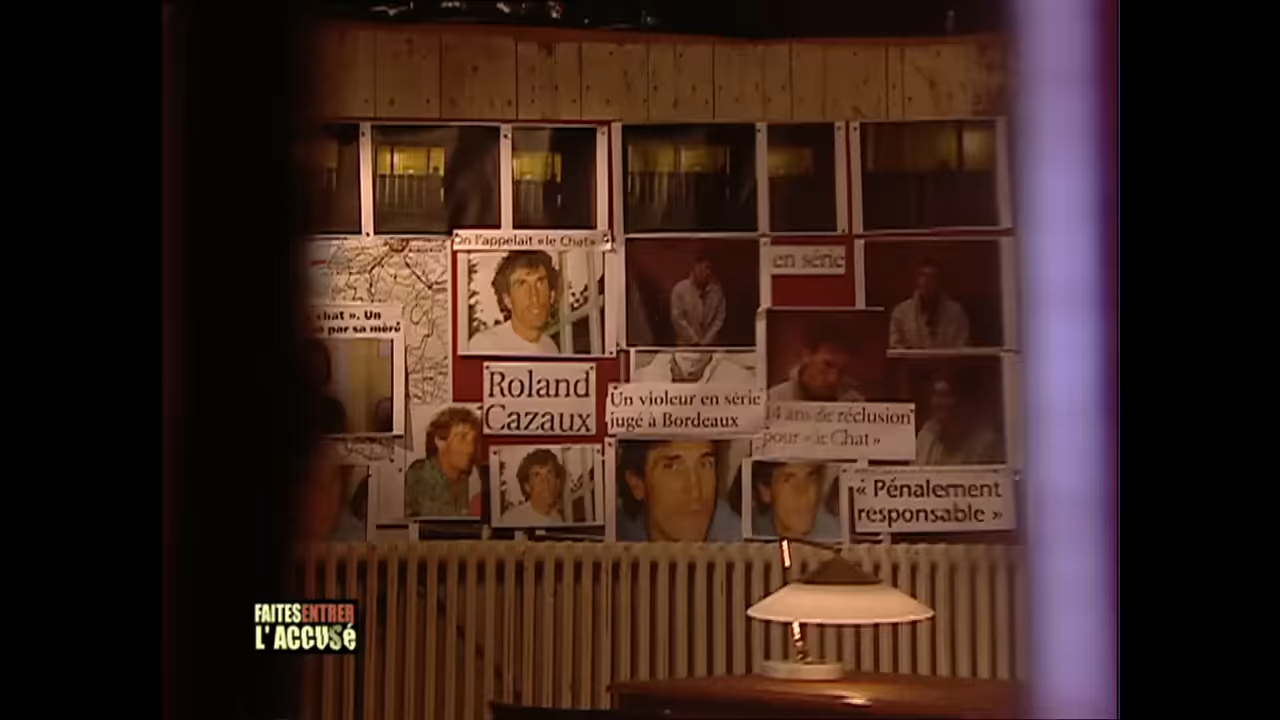 On l'appelait «le Chat»
en série
chat ». Un
par sa mère
Roland
Cazaux
Un violeur en série
jugé à Bordeaux
14 ans de réclusion
pour «le Chat»
« Pénalement
responsable »
FAITES ENTRER
L'ACCUSé